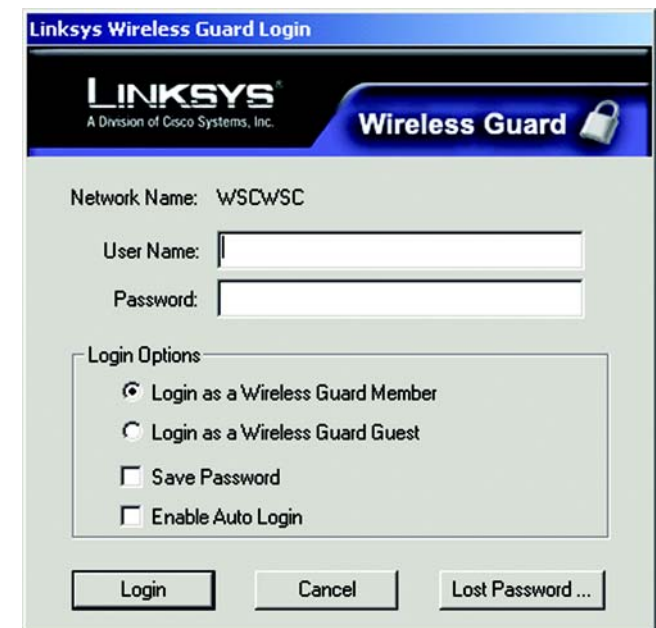 Linksys Wireless Guard Login
LINKSYS®
A Division of Cisco Systems, Inc.
Wireless Guard
Network Name: WSCWSC
User Name:
Password:
Login Options
Login as a Wireless Guard Member
Login as a Wireless Guard Guest
Save Password
Enable Auto Login
Login Cancel Lost Password ...